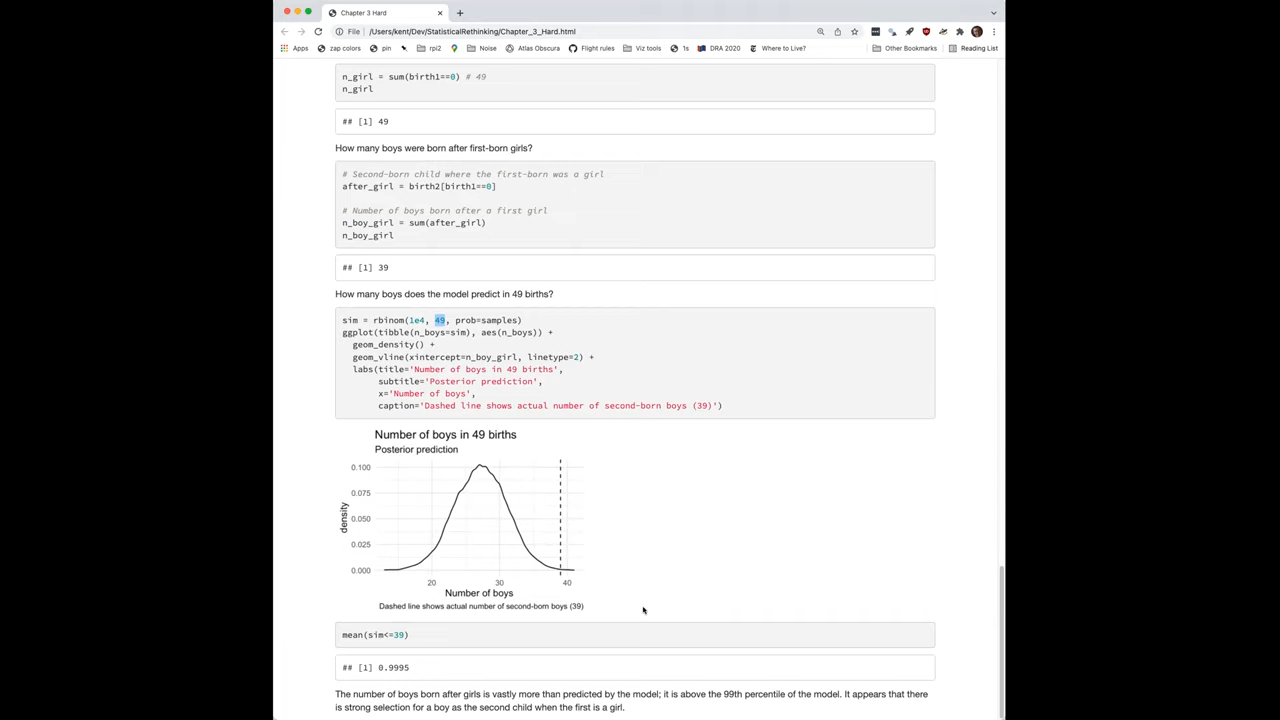 Chapter 3 Hard
File | /Users/kent/Dev/StatisticalRethinking/Chapter_3_Hard.html
Apps zap colors pin rpi2 Noise Atlas Obscura Flight rules Viz tools 1s DRA 2020 Where to Live? Other Bookmarks Reading List
n_girl = sum(birth1==0) # 49
n_girl
## [1] 49
How many boys were born after first-born girls?
# Second-born child where the first-born was a girl
after_girl = birth2[birth1==0]
# Number of boys born after a first girl
n_boy_girl = sum(after_girl)
n_boy_girl
## [1] 39
How many boys does the model predict in 49 births?
sim = rbinom(1e4, 49, prob=samples)
ggplot(tibble(n_boys=sim), aes(n_boys)) +
geom_density() +
geom_vline(xintercept=n_boy_girl, linetype=2) +
labs(title='Number of boys in 49 births',
subtitle='Posterior prediction',
x='Number of boys',
caption='Dashed line shows actual number of second-born boys (39)')
Number of boys in 49 births
Posterior prediction
0.100
0.075
0.050
0.025
0.000
density
20 30 40
Number of boys
Dashed line shows actual number of second-born boys (39)
mean(sim<=39)
## [1] 0.9995
The number of boys born after girls is vastly more than predicted by the model; it is above the 99th percentile of the model. It appears that there
is strong selection for a boy as the second child when the first is a girl.